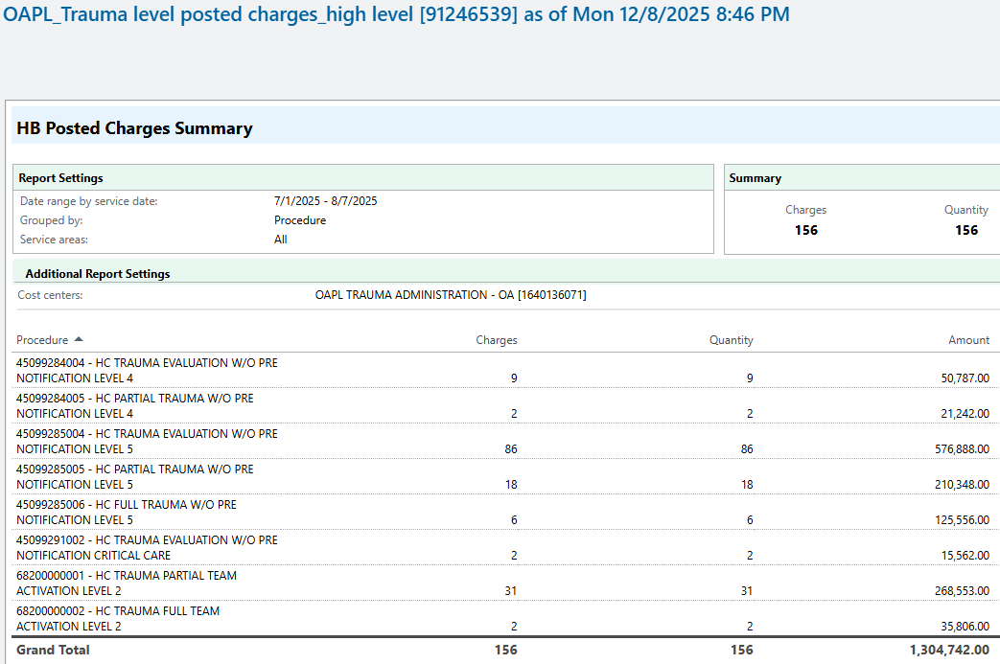 OAPL_Trauma level posted charges_high level [91246539] as of Mon 12/8/2025 8:46 PM
HB Posted Charges Summary
Report Settings
Date range by service date: 7/1/2025 - 8/7/2025
Grouped by: Procedure
Service areas: All
Summary
Charges Quantity
156 156
Additional Report Settings
Cost centers: OAPL TRAUMA ADMINISTRATION - OA [1640136071]
Procedure Charges Quantity Amount
45099284004 - HC TRAUMA EVALUATION W/O PRE
NOTIFICATION LEVEL 4 9 9 50,787.00
45099284005 - HC PARTIAL TRAUMA W/O PRE
NOTIFICATION LEVEL 4 2 2 21,242.00
45099285004 - HC TRAUMA EVALUATION W/O PRE
NOTIFICATION LEVEL 5 86 86 576,888.00
45099285005 - HC PARTIAL TRAUMA W/O PRE
NOTIFICATION LEVEL 5 18 18 210,348.00
45099285006 - HC FULL TRAUMA W/O PRE
NOTIFICATION LEVEL 5 6 6 125,556.00
45099291002 - HC TRAUMA EVALUATION W/O PRE
NOTIFICATION CRITICAL CARE 2 2 15,562.00
68200000001 - HC TRAUMA PARTIAL TEAM
ACTIVATION LEVEL 2 31 31 268,553.00
68200000002 - HC TRAUMA FULL TEAM
ACTIVATION LEVEL 2 2 2 35,806.00
Grand Total 156 156 1,304,742.00